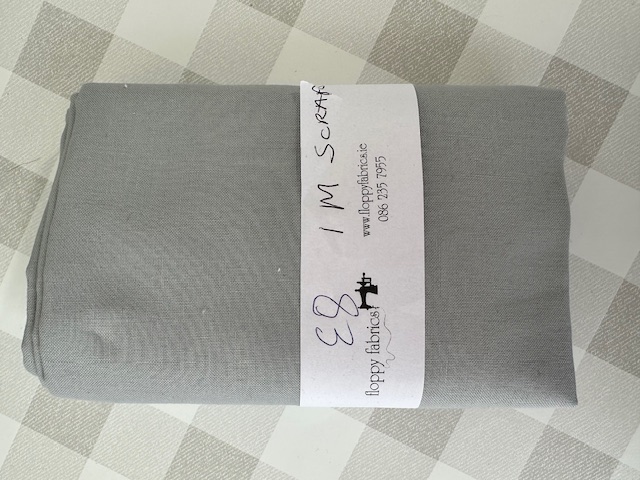 €8
1 M SCRAP
floppy fabrics
www.floppyfabrics.ie
086 235 7955